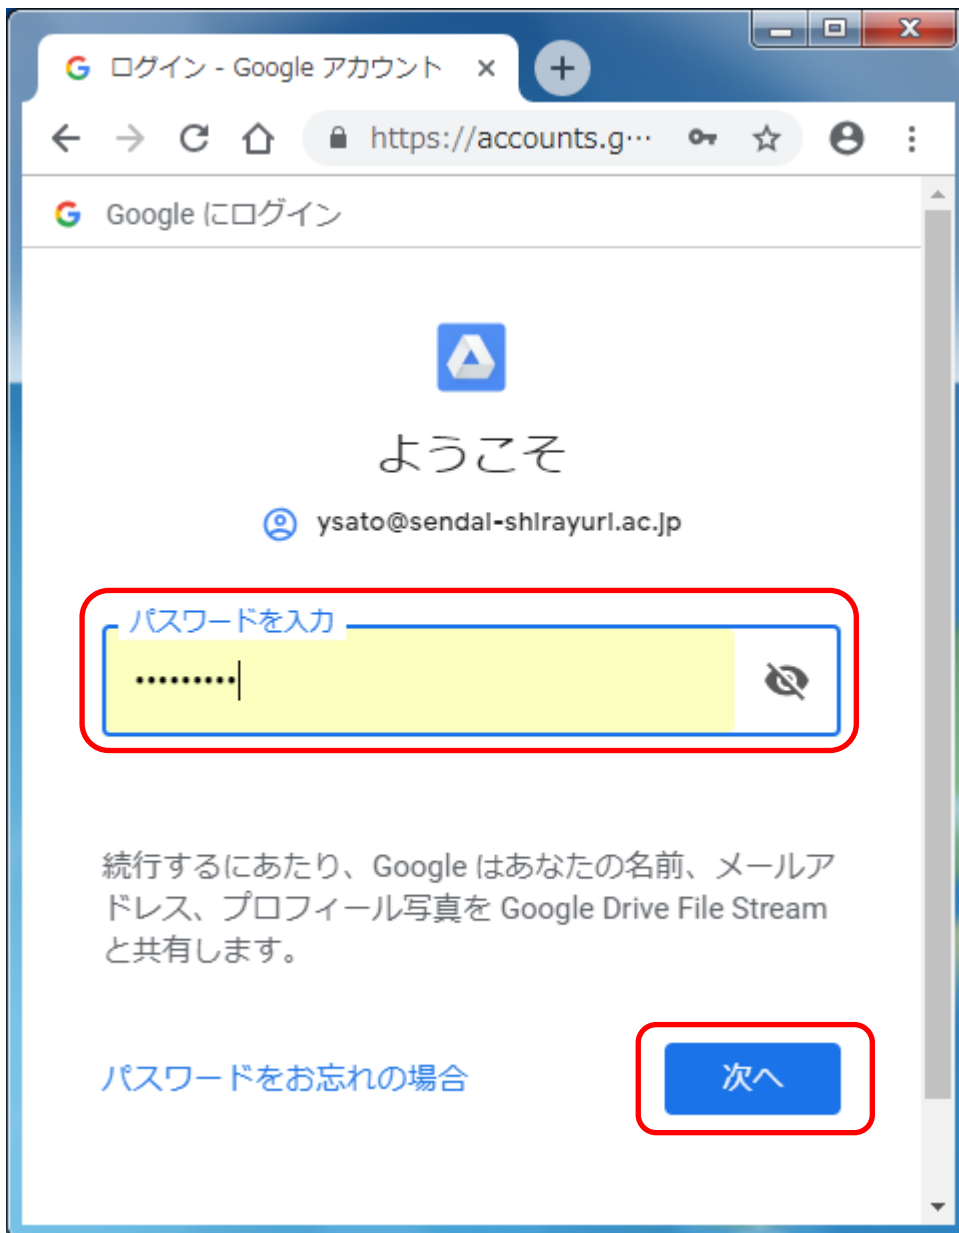 ログイン - Google アカウント
https://accounts.g…
Google にログイン
ようこそ
ysato@sendai-shirayuri.ac.jp
パスワードを入力
•••••••••
続行するにあたり、Google はあなたの名前、メールア
ドレス、プロフィール写真を Google Drive File Stream
と共有します。
パスワードをお忘れの場合
次へ